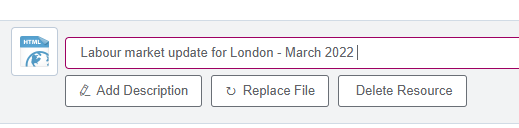 HTML
Labour market update for London - March 2022
Add Description Replace File Delete Resource